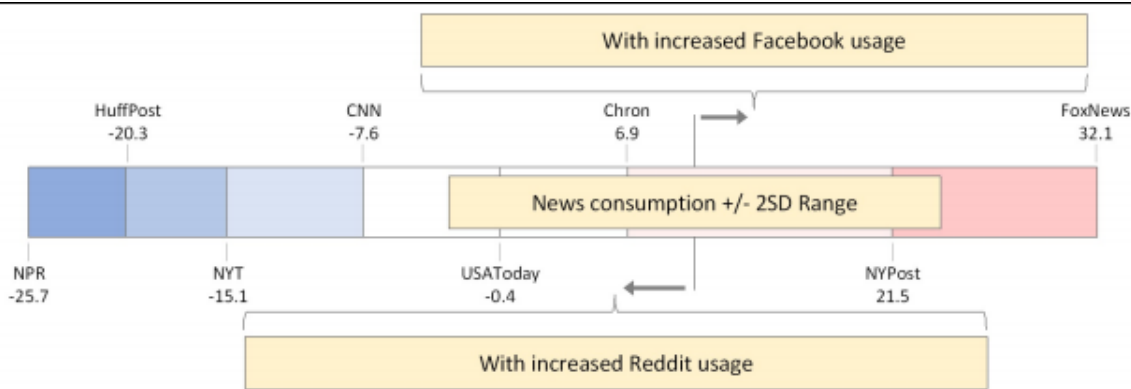 With increased Facebook usage
HuffPost
-20.3
CNN
-7.6
Chron
6.9
FoxNews
32.1
News consumption +/- 2SD Range
NPR
-25.7
NYT
-15.1
USAToday
-0.4
NYPost
21.5
With increased Reddit usage